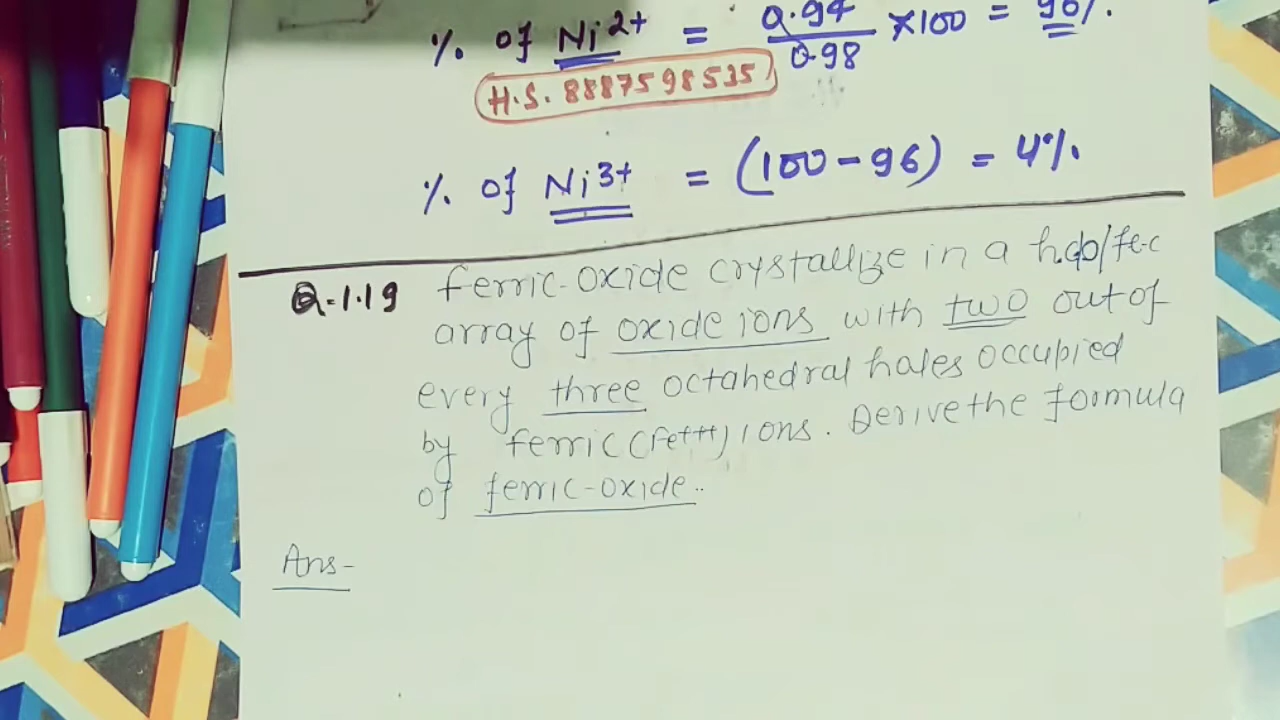 % of Ni2+ = 0.94/0.98 ×100 = 96%.
H.S. 8887598535
% of Ni3+ = (100-96) = 4%.
Q.1.19 ferric-oxide crystallize in a h.cp/fe.c
array of oxide ions with two out of
every three octahedral holes occupied
by ferric (Fe+++) ions. Derive the formula
of ferric-oxide..
Ans-